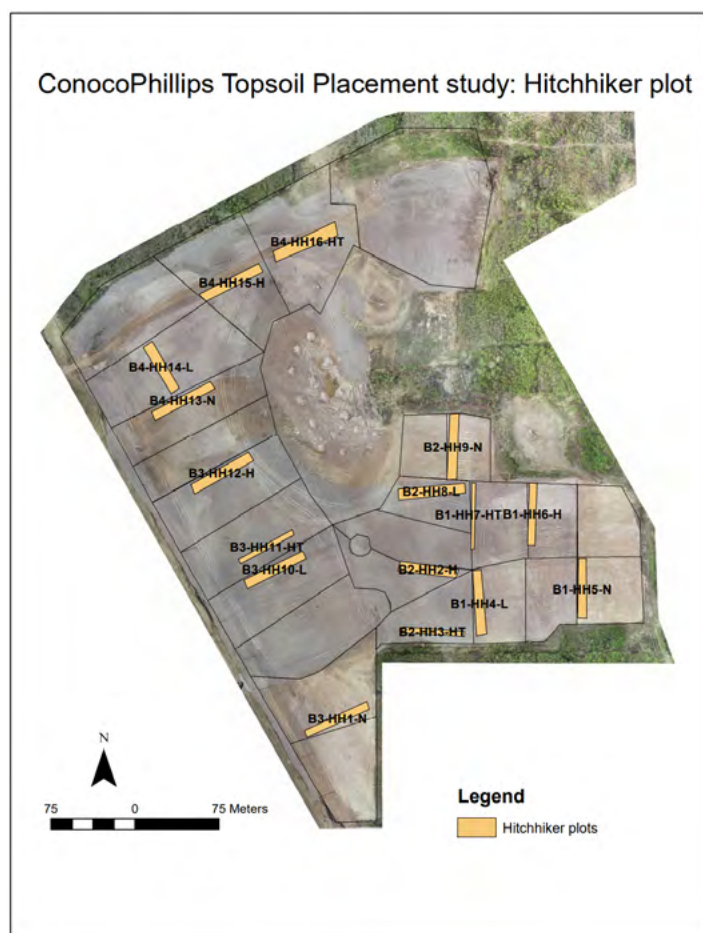 ConocoPhillips Topsoil Placement study: Hitchhiker plot
B4-HH16-HT
B4-HH15-H
B4-HH14-L
B4-HH13-N
B2-HH9-N
B3-HH12-H
B2-HH8-L
B1-HH7-HT
B1-HH6-H
B3-HH11-HT
B3-HH10-L
B2-HH2-H
B1-HH5-N
B1-HH4-L
B2-HH3-HT
B3-HH1-N
N
75 0 75 Meters
Legend
Hitchhiker plots